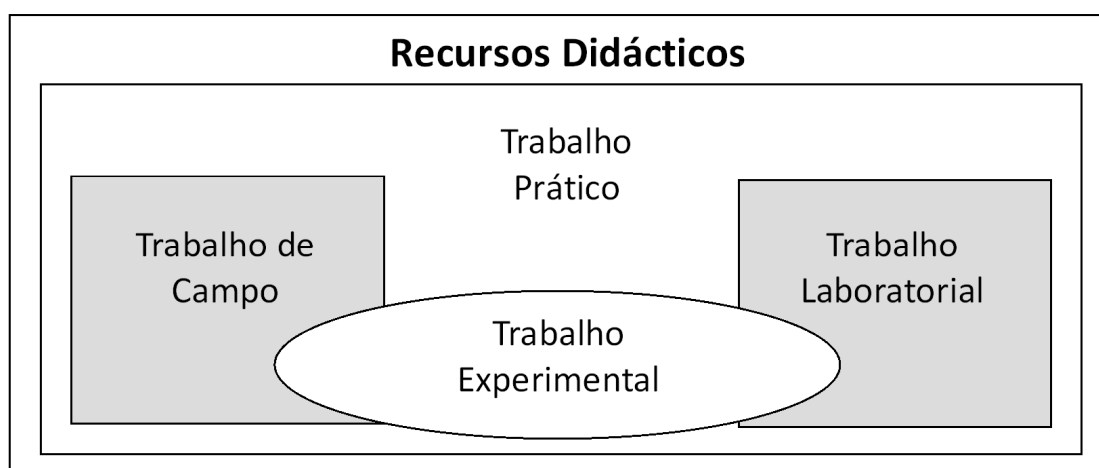 Recursos Didácticos
Trabalho
Prático
Trabalho de
Campo
Trabalho
Laboratorial
Trabalho
Experimental